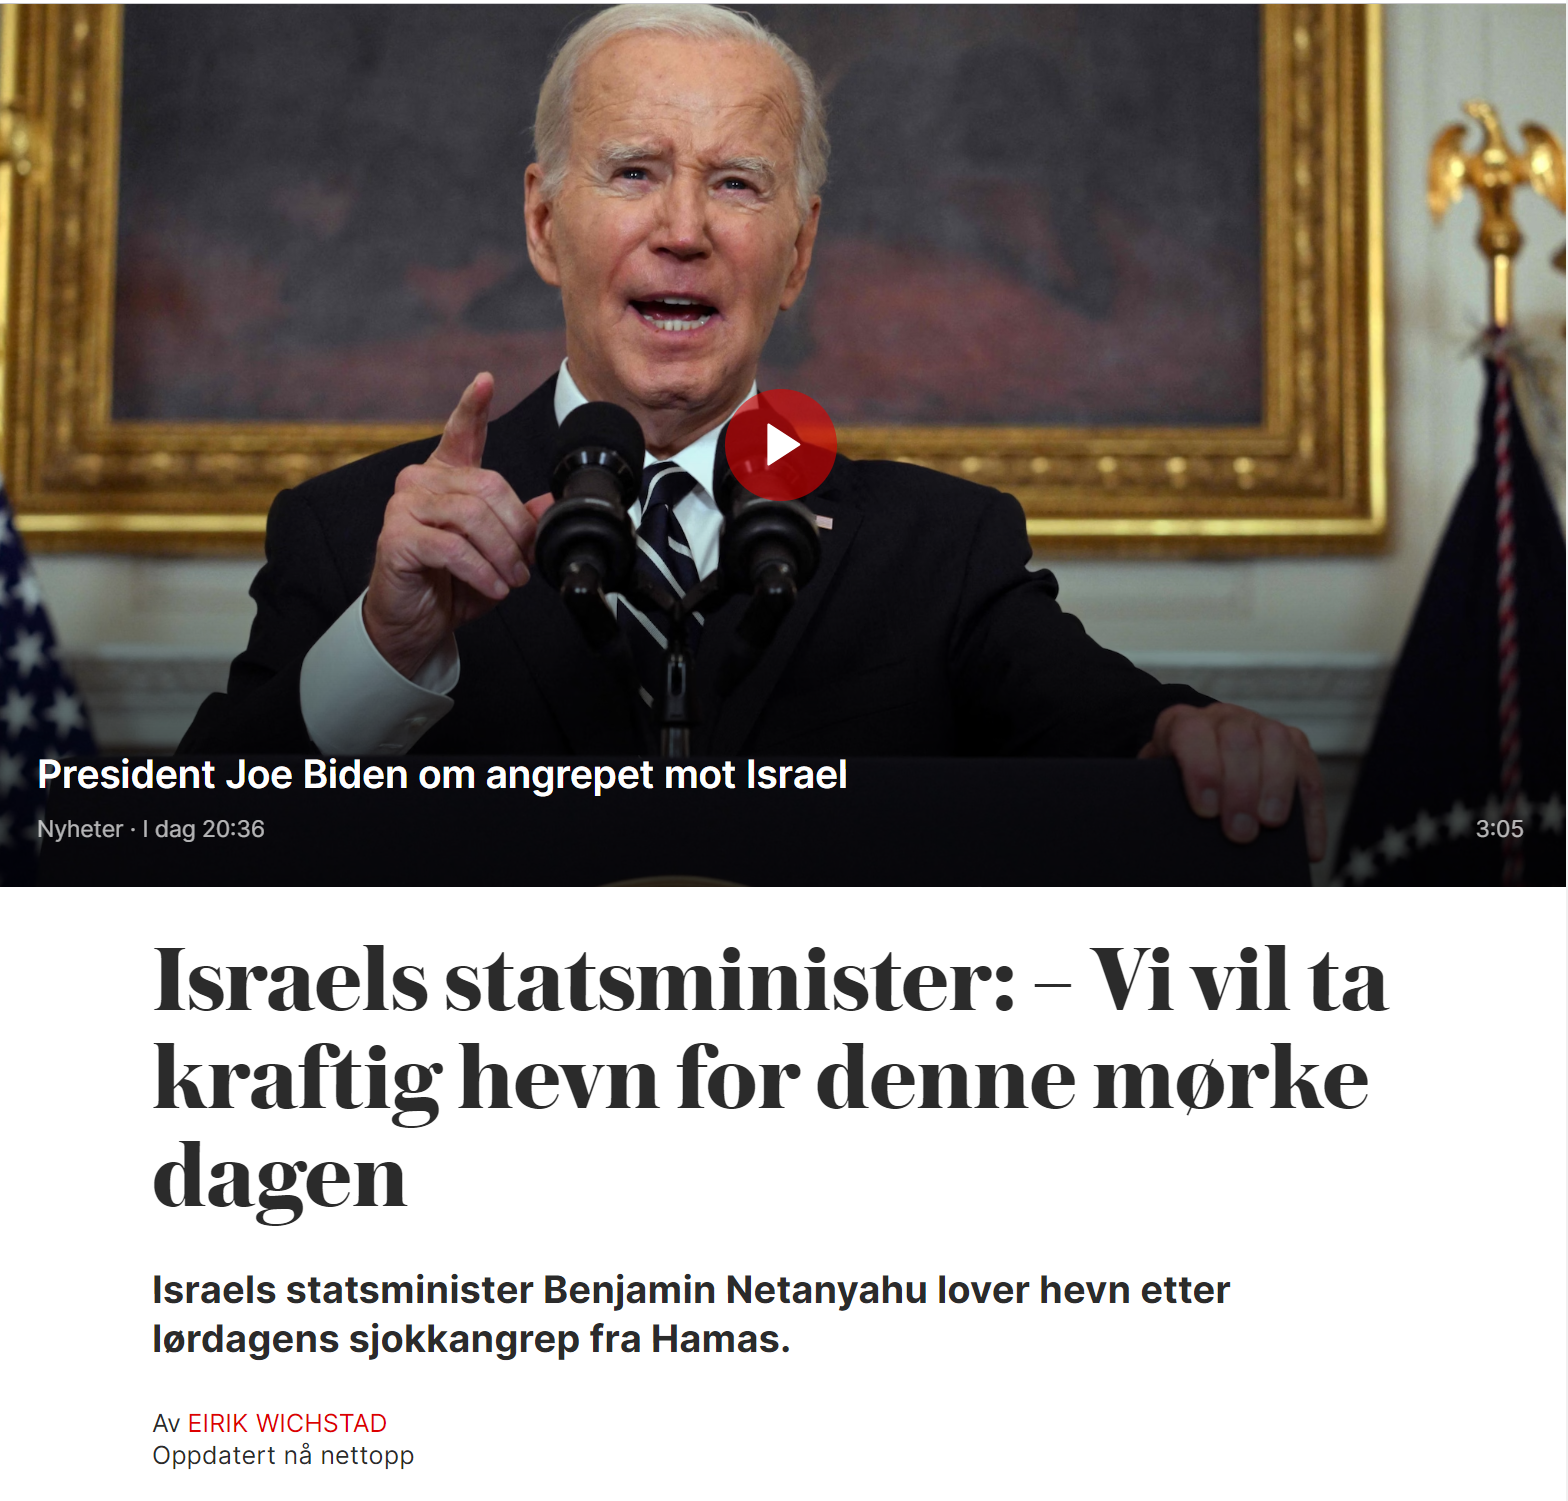 President Joe Biden om angrepet mot Israel
Nyheter · I dag 20:36
3:05
Israels statsminister: – Vi vil ta
kraftig hevn for denne mørke
dagen
Israels statsminister Benjamin Netanyahu lover hevn etter
lørdagens sjokkangrep fra Hamas.
Av EIRIK WICHSTAD
Oppdatert nå nettopp